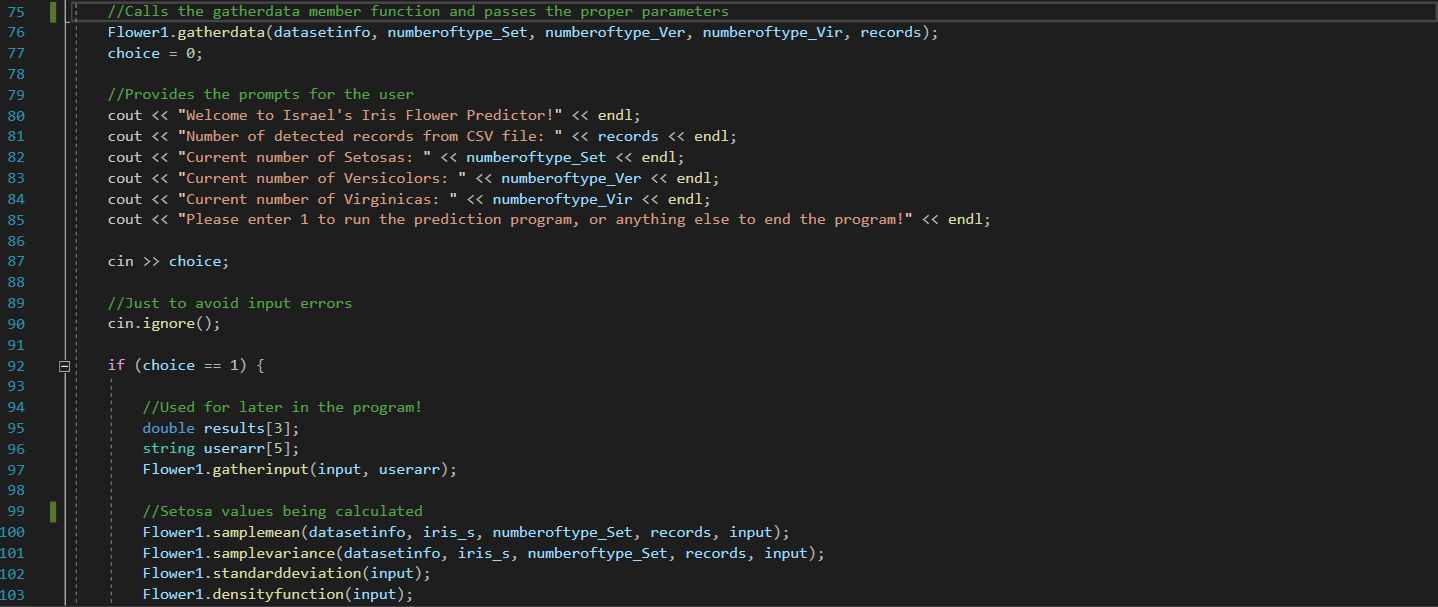 75 //Calls the gatherdata member function and passes the proper parameters
76 Flower1.gatherdata(datasetinfo, numberoftype_Set, numberoftype_Ver, numberoftype_Vir, records);
77 choice = 0;
78
79 //Provides the prompts for the user
80 cout << "Welcome to Israel's Iris Flower Predictor!" << endl;
81 cout << "Number of detected records from CSV file: " << records << endl;
82 cout << "Current number of Setosas: " << numberoftype_Set << endl;
83 cout << "Current number of Versicolors: " << numberoftype_Ver << endl;
84 cout << "Current number of Virginicas: " << numberoftype_Vir << endl;
85 cout << "Please enter 1 to run the prediction program, or anything else to end the program!" << endl;
86
87 cin >> choice;
88
89 //Just to avoid input errors
90 cin.ignore();
91
92 if (choice == 1) {
93
94 //Used for later in the program!
95 double results[3];
96 string userarr[5];
97 Flower1.gatherinput(input, userarr);
98
99 //Setosa values being calculated
100 Flower1.samplemean(datasetinfo, iris_s, numberoftype_Set, records, input);
101 Flower1.samplevariance(datasetinfo, iris_s, numberoftype_Set, records, input);
102 Flower1.standarddeviation(input);
103 Flower1.densityfunction(input);